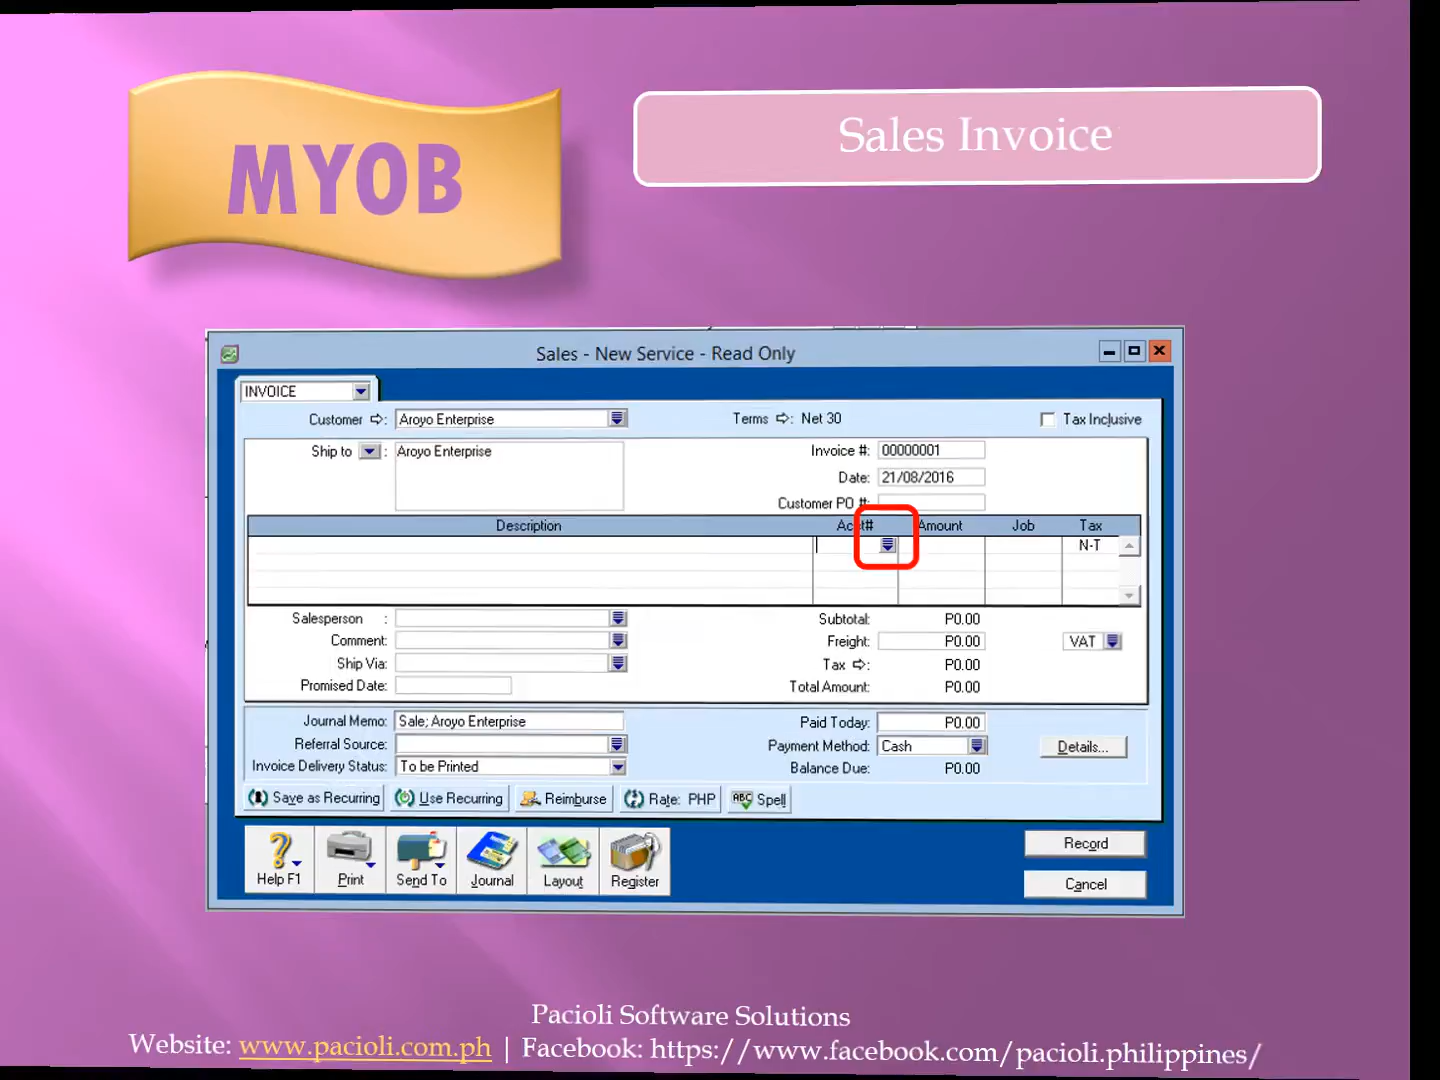 MYOB
Sales Invoice
Sales - New Service - Read Only
INVOICE
Customer : Aroyo Enterprise Terms : Net 30 Tax Inclusive
Ship to : Aroyo Enterprise Invoice #: 00000001
Date: 21/08/2016
Customer PO #:
Description Acct# Amount Job Tax
N-T
Salesperson : Subtotal: P0.00
Comment: Freight: P0.00 VAT
Ship Via: Tax : P0.00
Promised Date: Total Amount: P0.00
Journal Memo: Sale; Aroyo Enterprise Paid Today: P0.00
Referral Source: Payment Method: Cash Details...
Invoice Delivery Status: To be Printed Balance Due: P0.00
Save as Recurring Use Recurring Reimburse Rate: PHP ABC Spell
Help F1 Print Send To Journal Layout Register
Record
Cancel
Pacioli Software Solutions
Website: www.pacioli.com.ph | Facebook: https://www.facebook.com/pacioli.philippines/